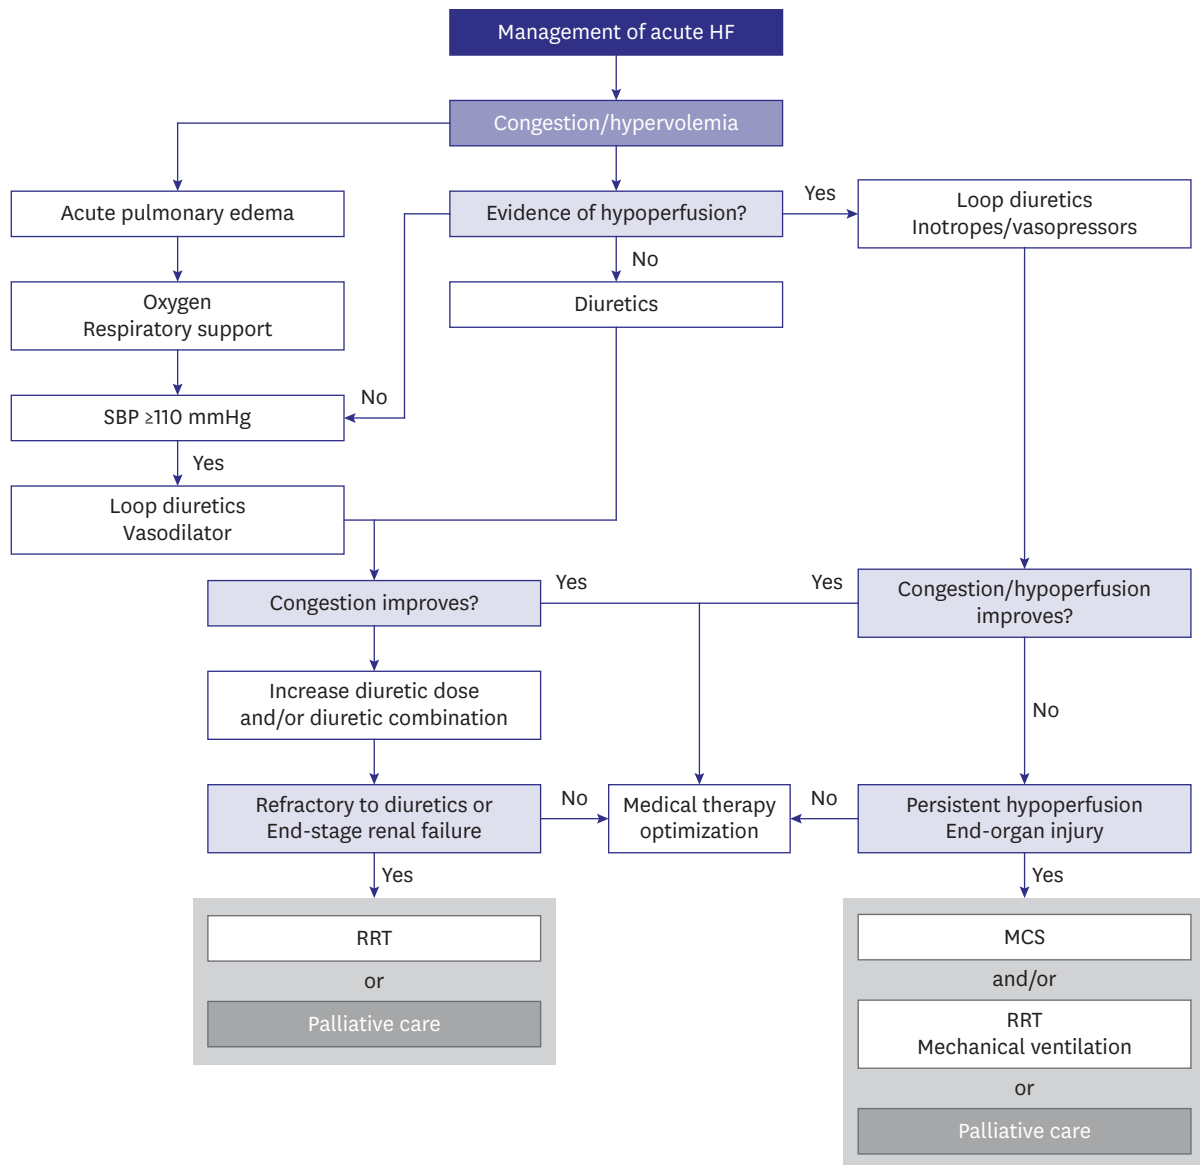 Management of acute HF
Congestion/hypervolemia
Acute pulmonary edema
Evidence of hypoperfusion?
Yes
Loop diuretics
Inotropes/vasopressors
No
Oxygen
Respiratory support
Diuretics
No
SBP ≥110 mmHg
Yes
Loop diuretics
Vasodilator
Congestion improves?
Yes
Yes
Congestion/hypoperfusion
improves?
Increase diuretic dose
and/or diuretic combination
No
Refractory to diuretics or
End-stage renal failure
No
Medical therapy
optimization
No
Persistent hypoperfusion
End-organ injury
Yes
Yes
RRT
or
Palliative care
MCS
and/or
RRT
Mechanical ventilation
or
Palliative care